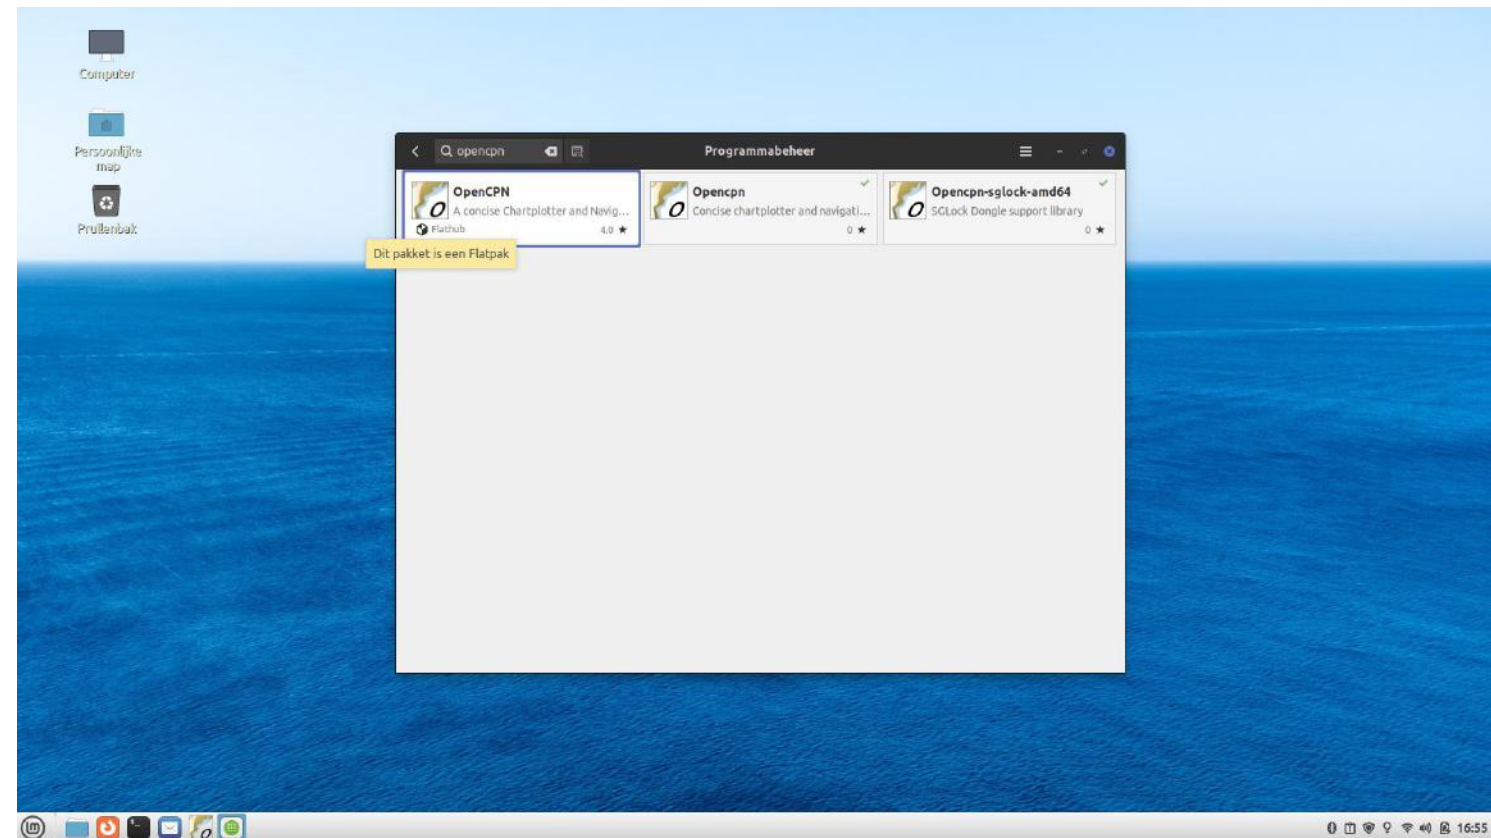 Computer
Persoonlijke
map
Prullenbak
opencpn
Programmabeheer
OpenCPN
A concise Chartplotter and Navig...
Flathub
4.0 ★
Opencpn
Concise chartplotter and navigati...
0 ★
Opencpn-sglock-amd64
SGLock Dongle support library
0 ★
Dit pakket is een Flatpak
16:55